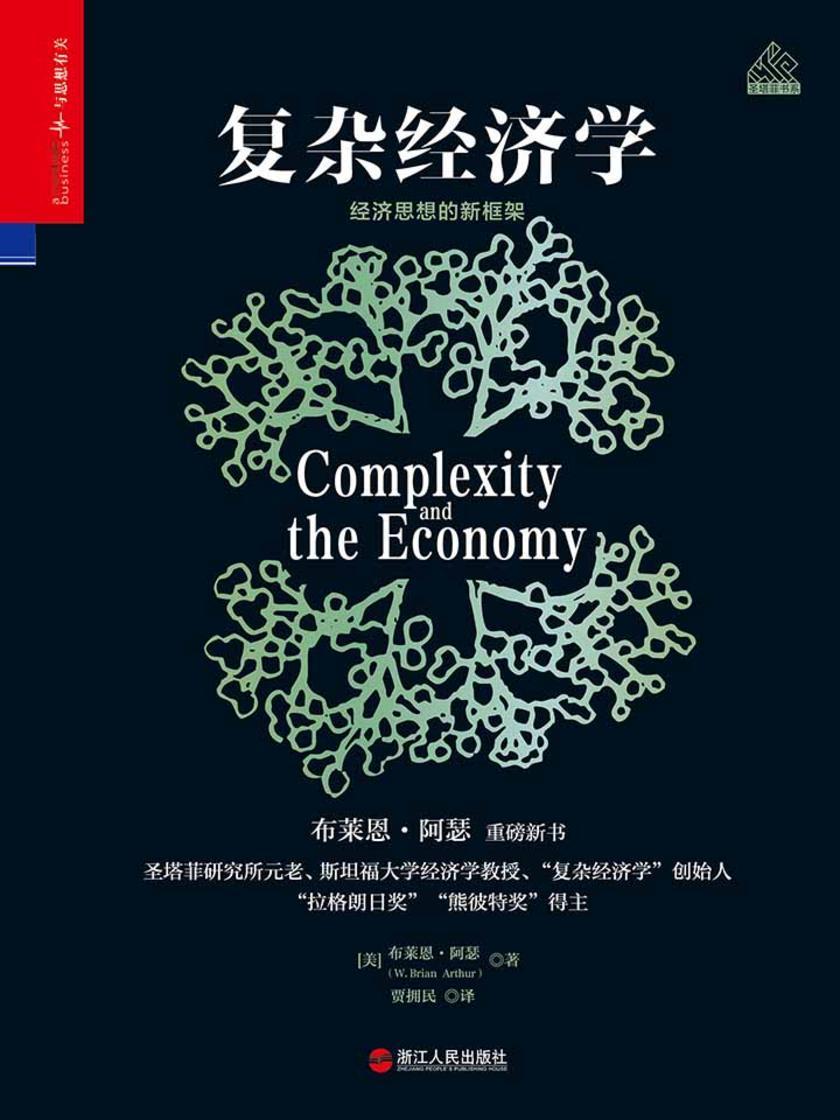 business
与思想有关
圣塔菲书系
复杂经济学
经济思想的新框架
Complexity
and
the Economy
布莱恩·阿瑟 重磅新书
圣塔菲研究所元老、斯坦福大学经济学教授、“复杂经济学”创始人
“拉格朗日奖”“熊彼特奖”得主
[美] 布莱恩·阿瑟 ◎著
(W. Brian Arthur)
贾拥民 ◎译
浙江人民出版社
ZHEJIANG PEOPLE'S PUBLISHING HOUSE